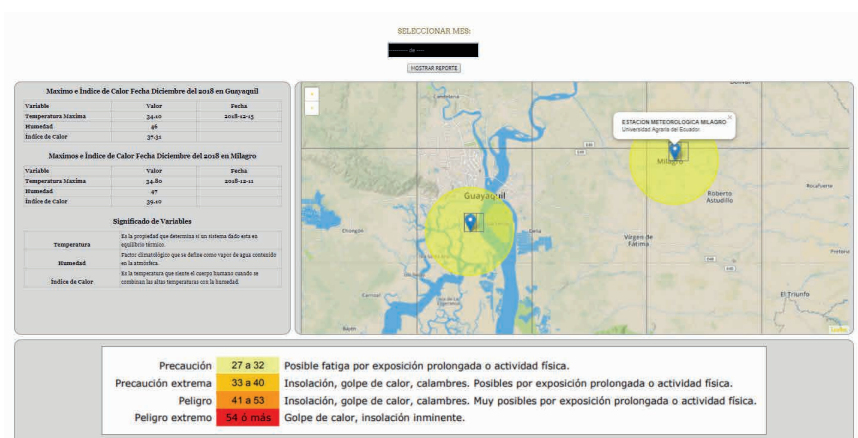 SELECCIONAR MES:
-------- de ----
MOSTRAR REPORTE
Maximo e Índice de Calor Fecha Diciembre del 2018 en Guayaquil
Variable Valor Fecha
Temperatura Maxima 34.10 2018-12-15
Humedad 46
Índice de Calor 37.31
Maximos e Índice de Calor Fecha Diciembre del 2018 en Milagro
Variable Valor Fecha
Temperatura Maxima 34.80 2018-12-11
Humedad 47
Índice de Calor 39.10
Significado de Variables
Temperatura Es la propiedad que determina si un sistema dado esta en
equilibrio térmico.
Humedad Factor climatológico que se define como vapor de agua contenido
en la atmósfera.
Índice de Calor Es la temperatura que siente el cuerpo humano cuando se
combinan las altas temperaturas con la humedad.
ESTACION METEOROLOGICA MILAGRO
Universidad Agraria del Ecuador.
Milagro
Roberto
Astudillo
Guayaquil
Chongón
Virgen de
Fátima
El Triunfo
Precaución 27 a 32 Posible fatiga por exposición prolongada o actividad física.
Precaución extrema 33 a 40 Insolación, golpe de calor, calambres. Posibles por exposición prolongada o actividad física.
Peligro 41 a 53 Insolación, golpe de calor, calambres. Muy posibles por exposición prolongada o actividad física.
Peligro extremo 54 ó más Golpe de calor, insolación inminente.